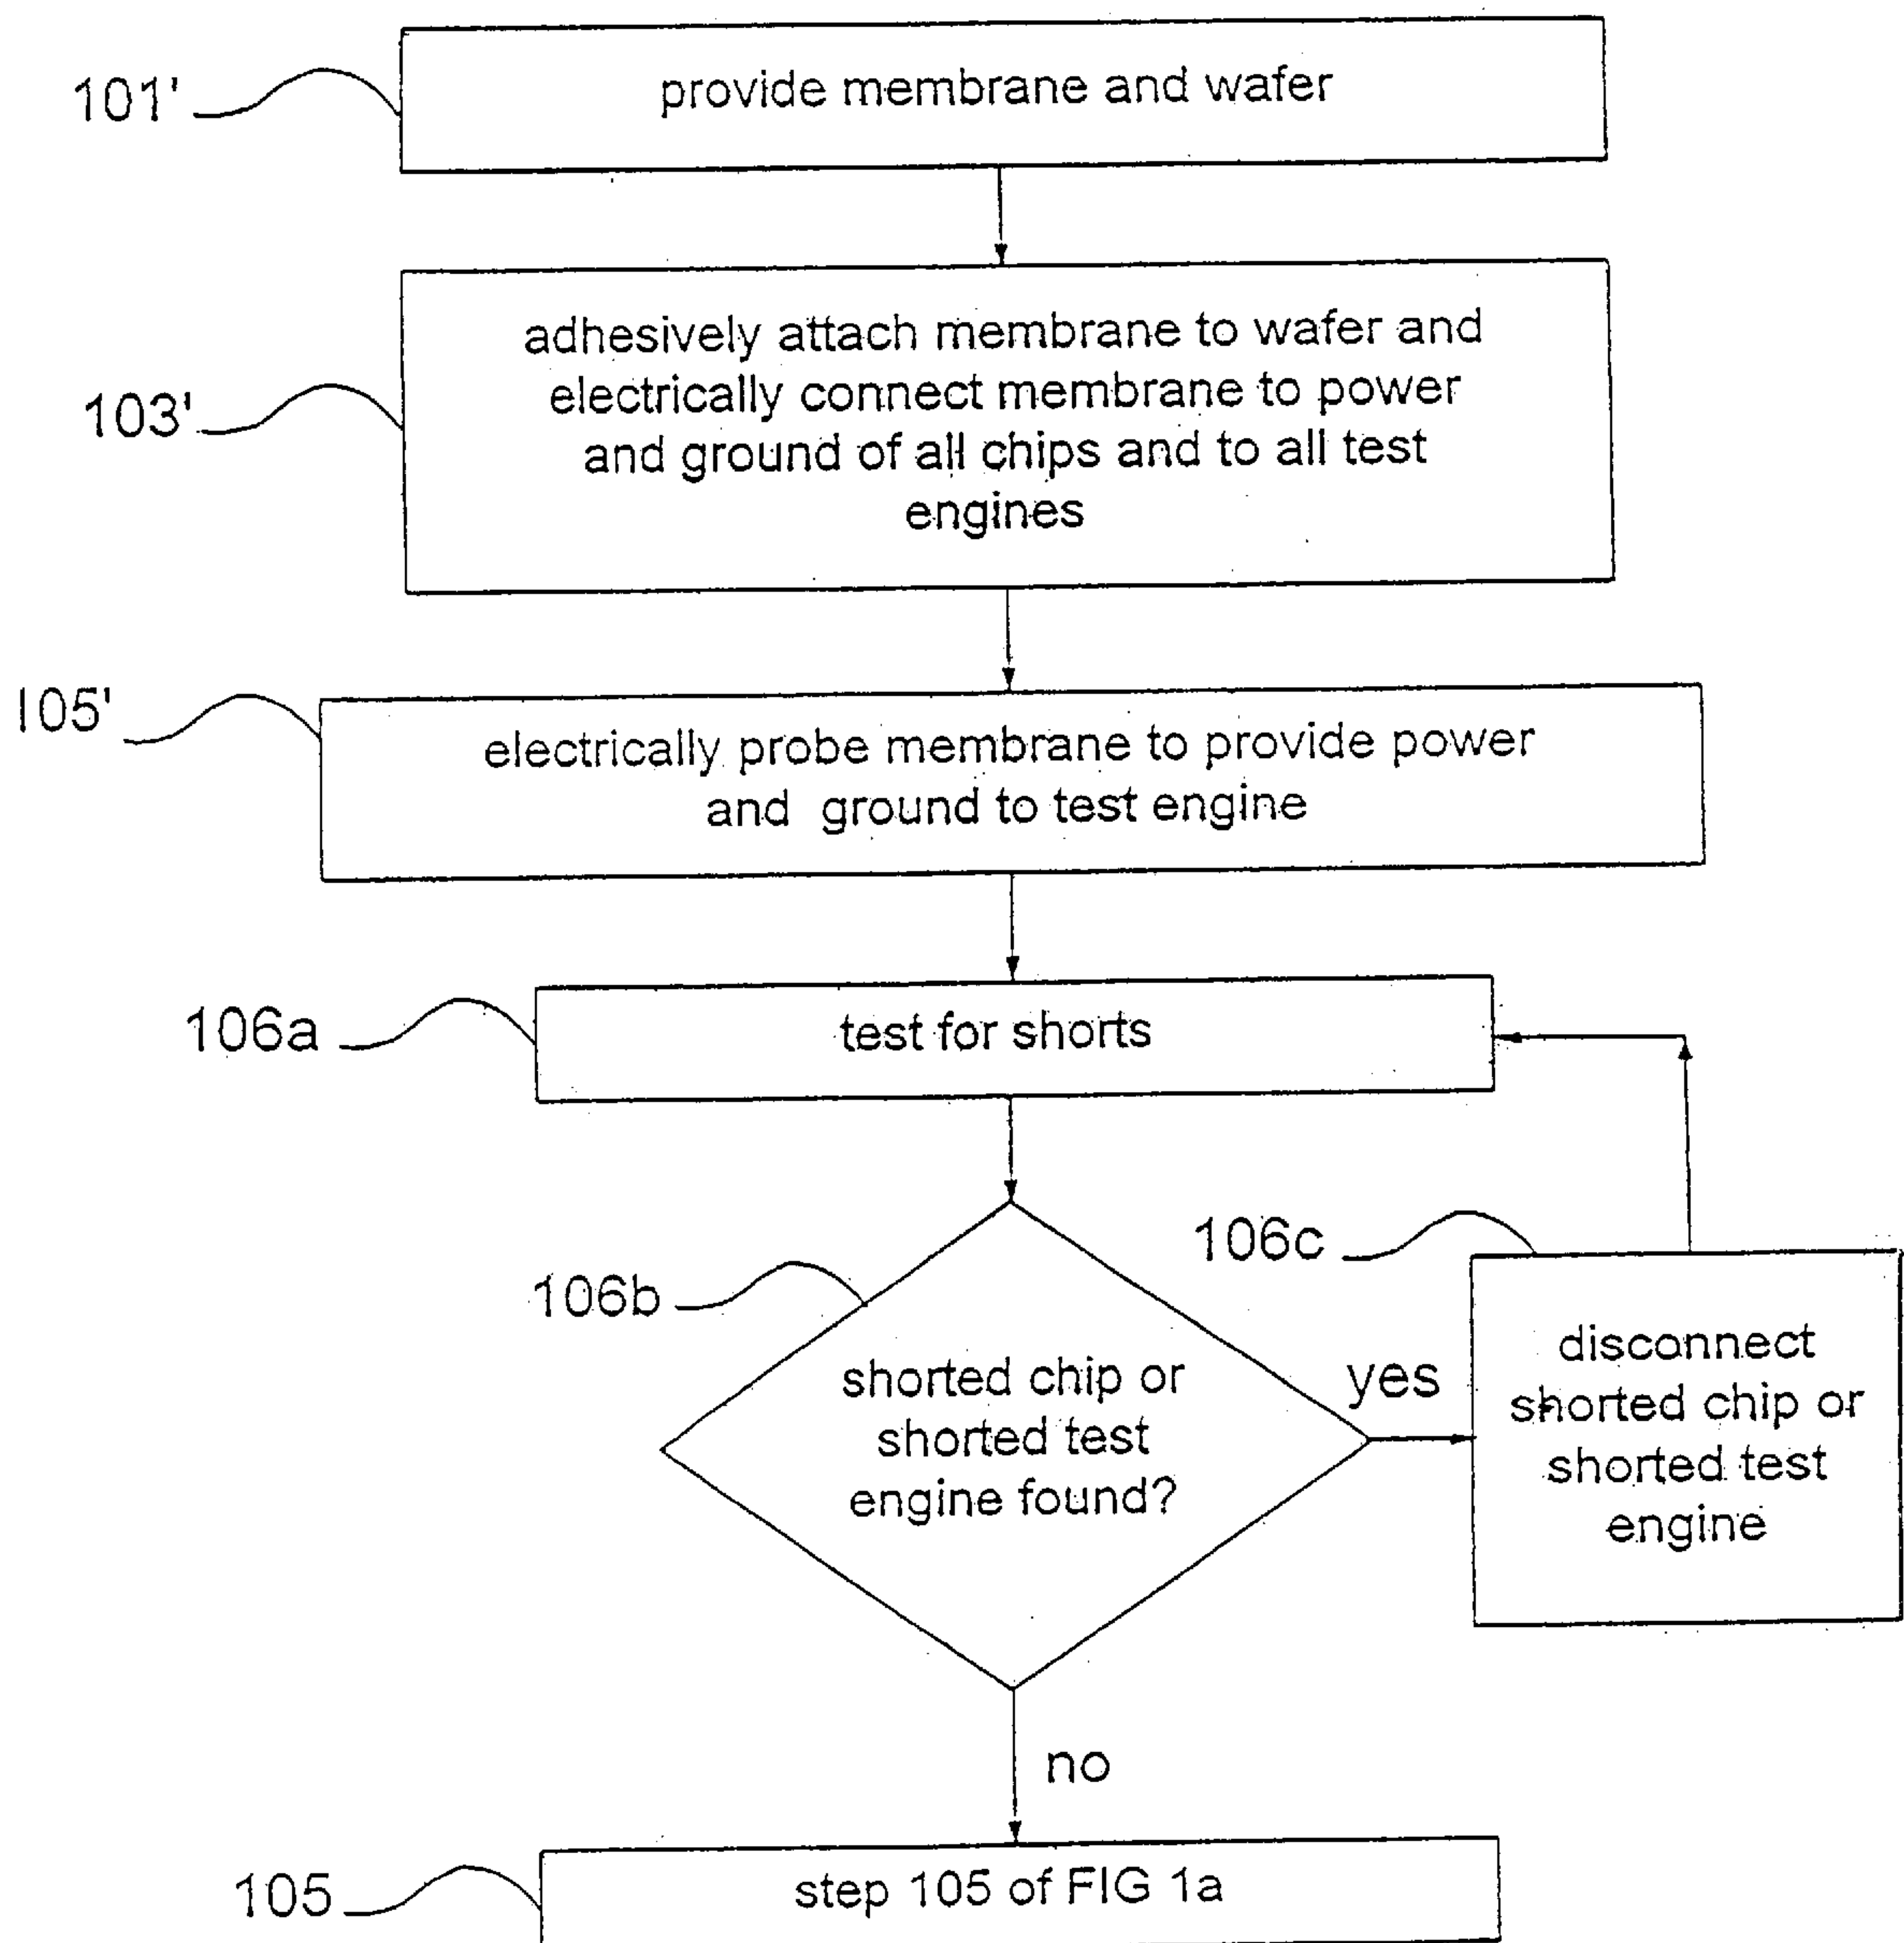 101'
provide membrane and wafer
103'
adhesively attach membrane to wafer and
electrically connect membrane to power
and ground of all chips and to all test
engines
105'
electrically probe membrane to provide power
and ground to test engine
106a
test for shorts
106b
shorted chip or
shorted test
engine found?
yes
106c
disconnect
shorted chip or
shorted test
engine
no
105
step 105 of FIG 1a